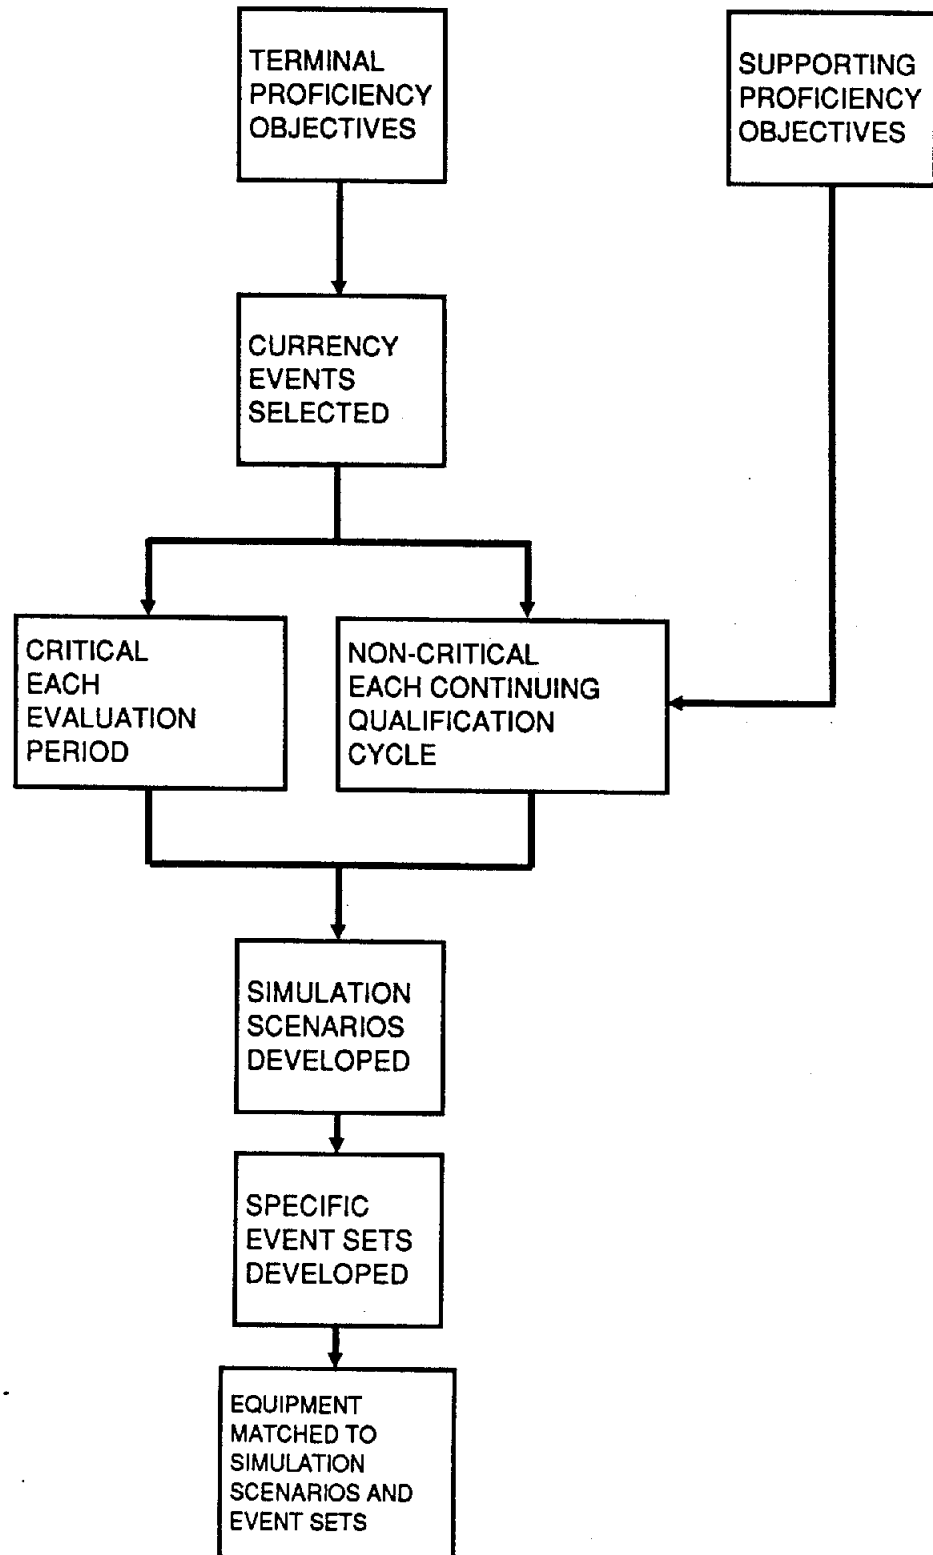 TERMINAL
PROFICIENCY
OBJECTIVES
SUPPORTING
PROFICIENCY
OBJECTIVES
CURRENCY
EVENTS
SELECTED
CRITICAL
EACH
EVALUATION
PERIOD
NON-CRITICAL
EACH CONTINUING
QUALIFICATION
CYCLE
SIMULATION
SCENARIOS
DEVELOPED
SPECIFIC
EVENT SETS
DEVELOPED
EQUIPMENT
MATCHED TO
SIMULATION
SCENARIOS AND
EVENT SETS